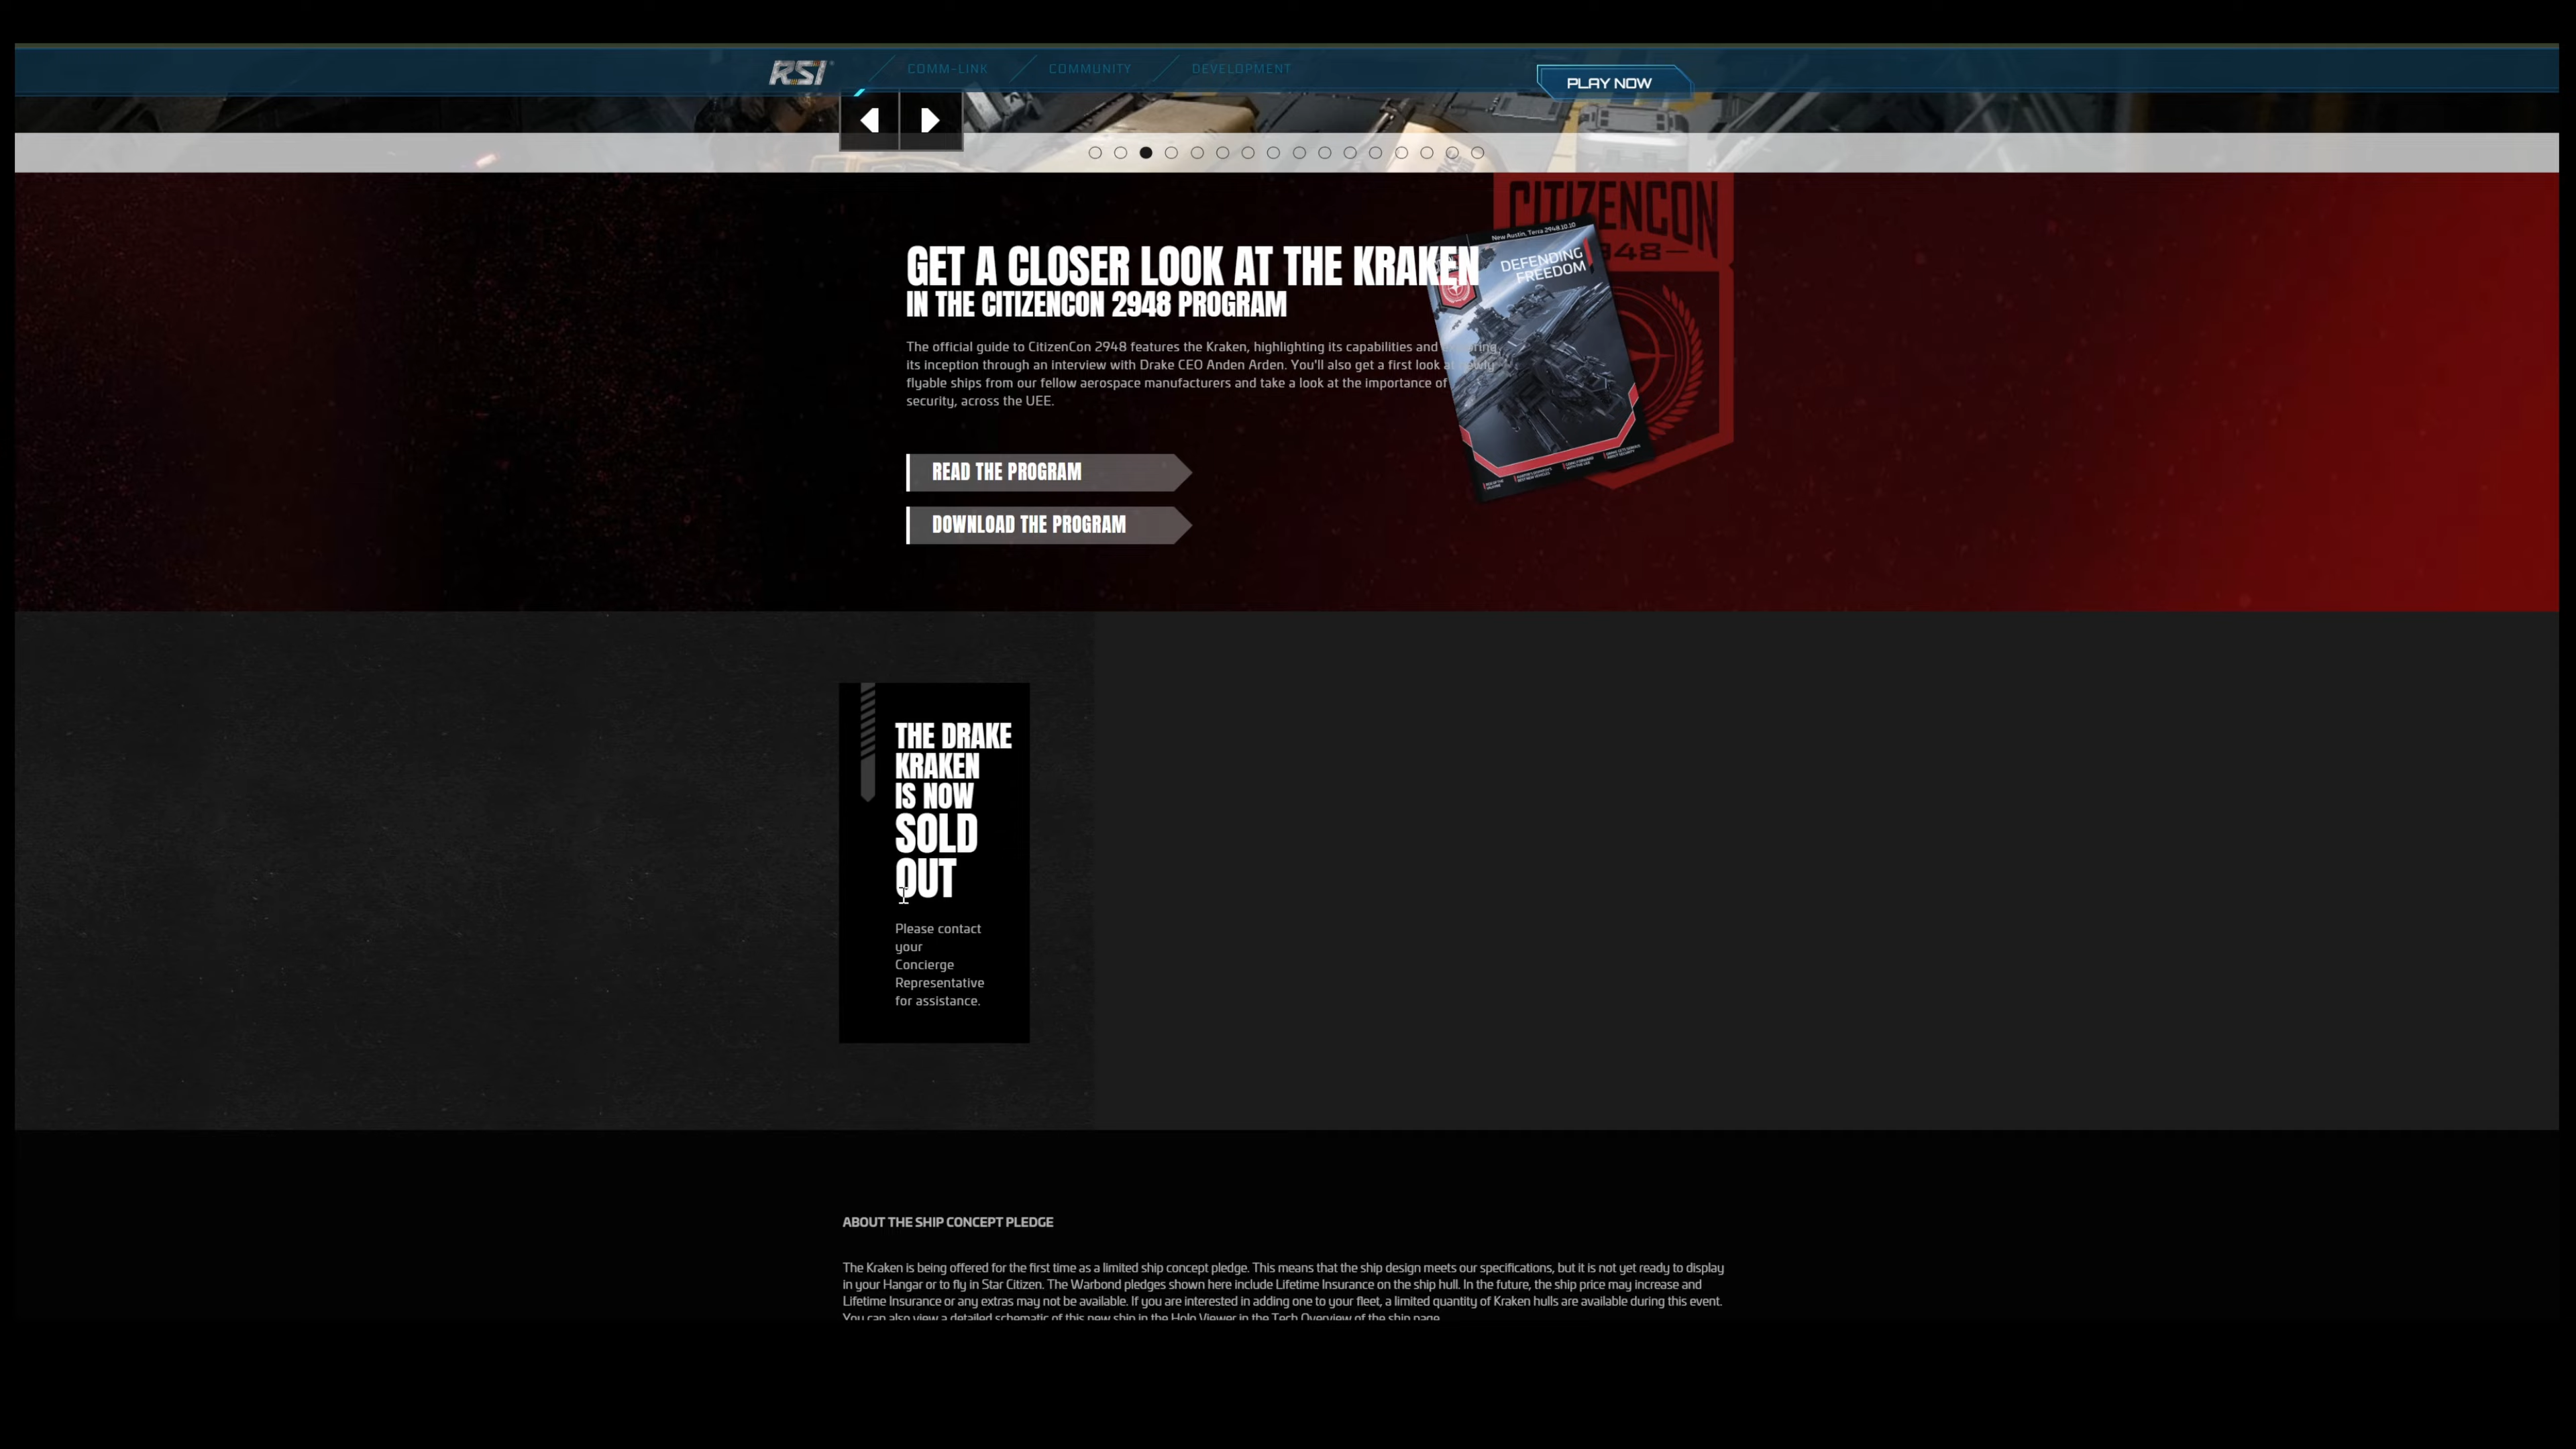 RSI
COMM-LINK
COMMUNITY
DEVELOPMENT
PLAY NOW
CITIZENCON
948
New Austin, Terra 2948.10.10
DEFENDING
FREEDOM
GET A CLOSER LOOK AT THE KRAKEN
IN THE CITIZENCON 2948 PROGRAM
The official guide to CitizenCon 2948 features the Kraken, highlighting its capabilities and
its inception through an interview with Drake CEO Anden Arden. You'll also get a first look at newly
flyable ships from our fellow aerospace manufacturers and take a look at the importance of
security, across the UEE.
READ THE PROGRAM
DOWNLOAD THE PROGRAM
THE DRAKE
KRAKEN
IS NOW
SOLD
OUT
Please contact
your
Concierge
Representative
for assistance.
ABOUT THE SHIP CONCEPT PLEDGE
The Kraken is being offered for the first time as a limited ship concept pledge. This means that the ship design meets our specifications, but it is not yet ready to display
in your Hangar or to fly in Star Citizen. The Warbond pledges shown here include Lifetime Insurance on the ship hull. In the future, the ship price may increase and
Lifetime Insurance or any extras may not be available. If you are interested in adding one to your fleet, a limited quantity of Kraken hulls are available during this event.
You can also view a detailed schematic of this new ship in the Holo Viewer in the Tech Overview of the ship page.